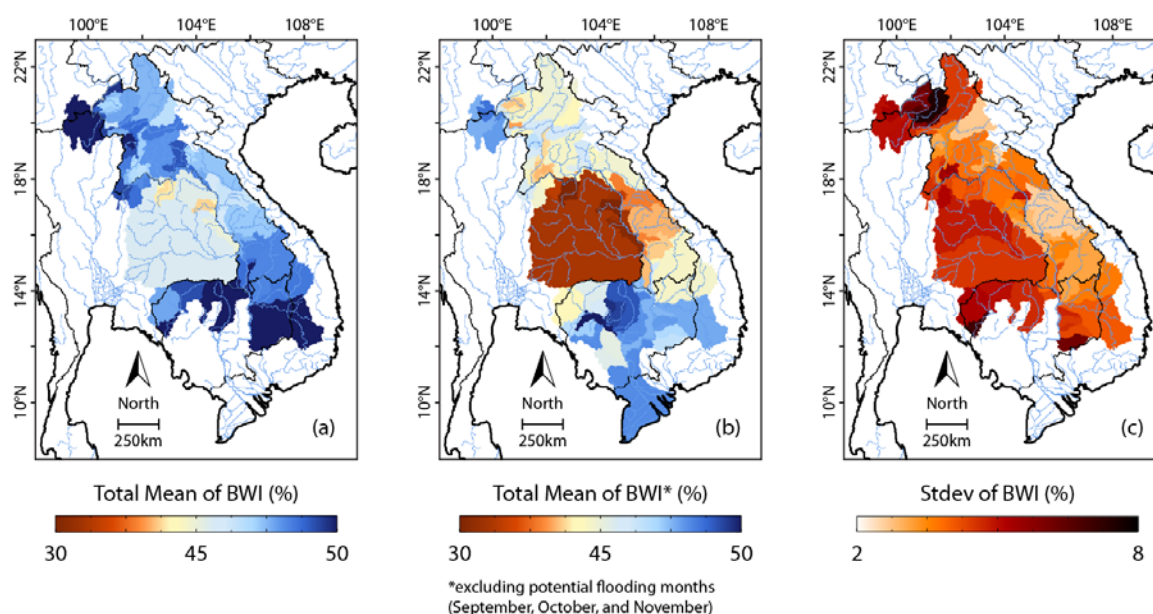 100°E 104°E 108°E
100°E 104°E 108°E
100°E 104°E 108°E
22°N
18°N
14°N
10°N
22°N
18°N
14°N
10°N
22°N
18°N
14°N
10°N
North
250km
(a)
North
250km
(b)
North
250km
(c)
Total Mean of BWI (%)
30 45 50
Total Mean of BWI* (%)
30 45 50
*excluding potential flooding months
(September, October, and November)
Stdev of BWI (%)
2 8